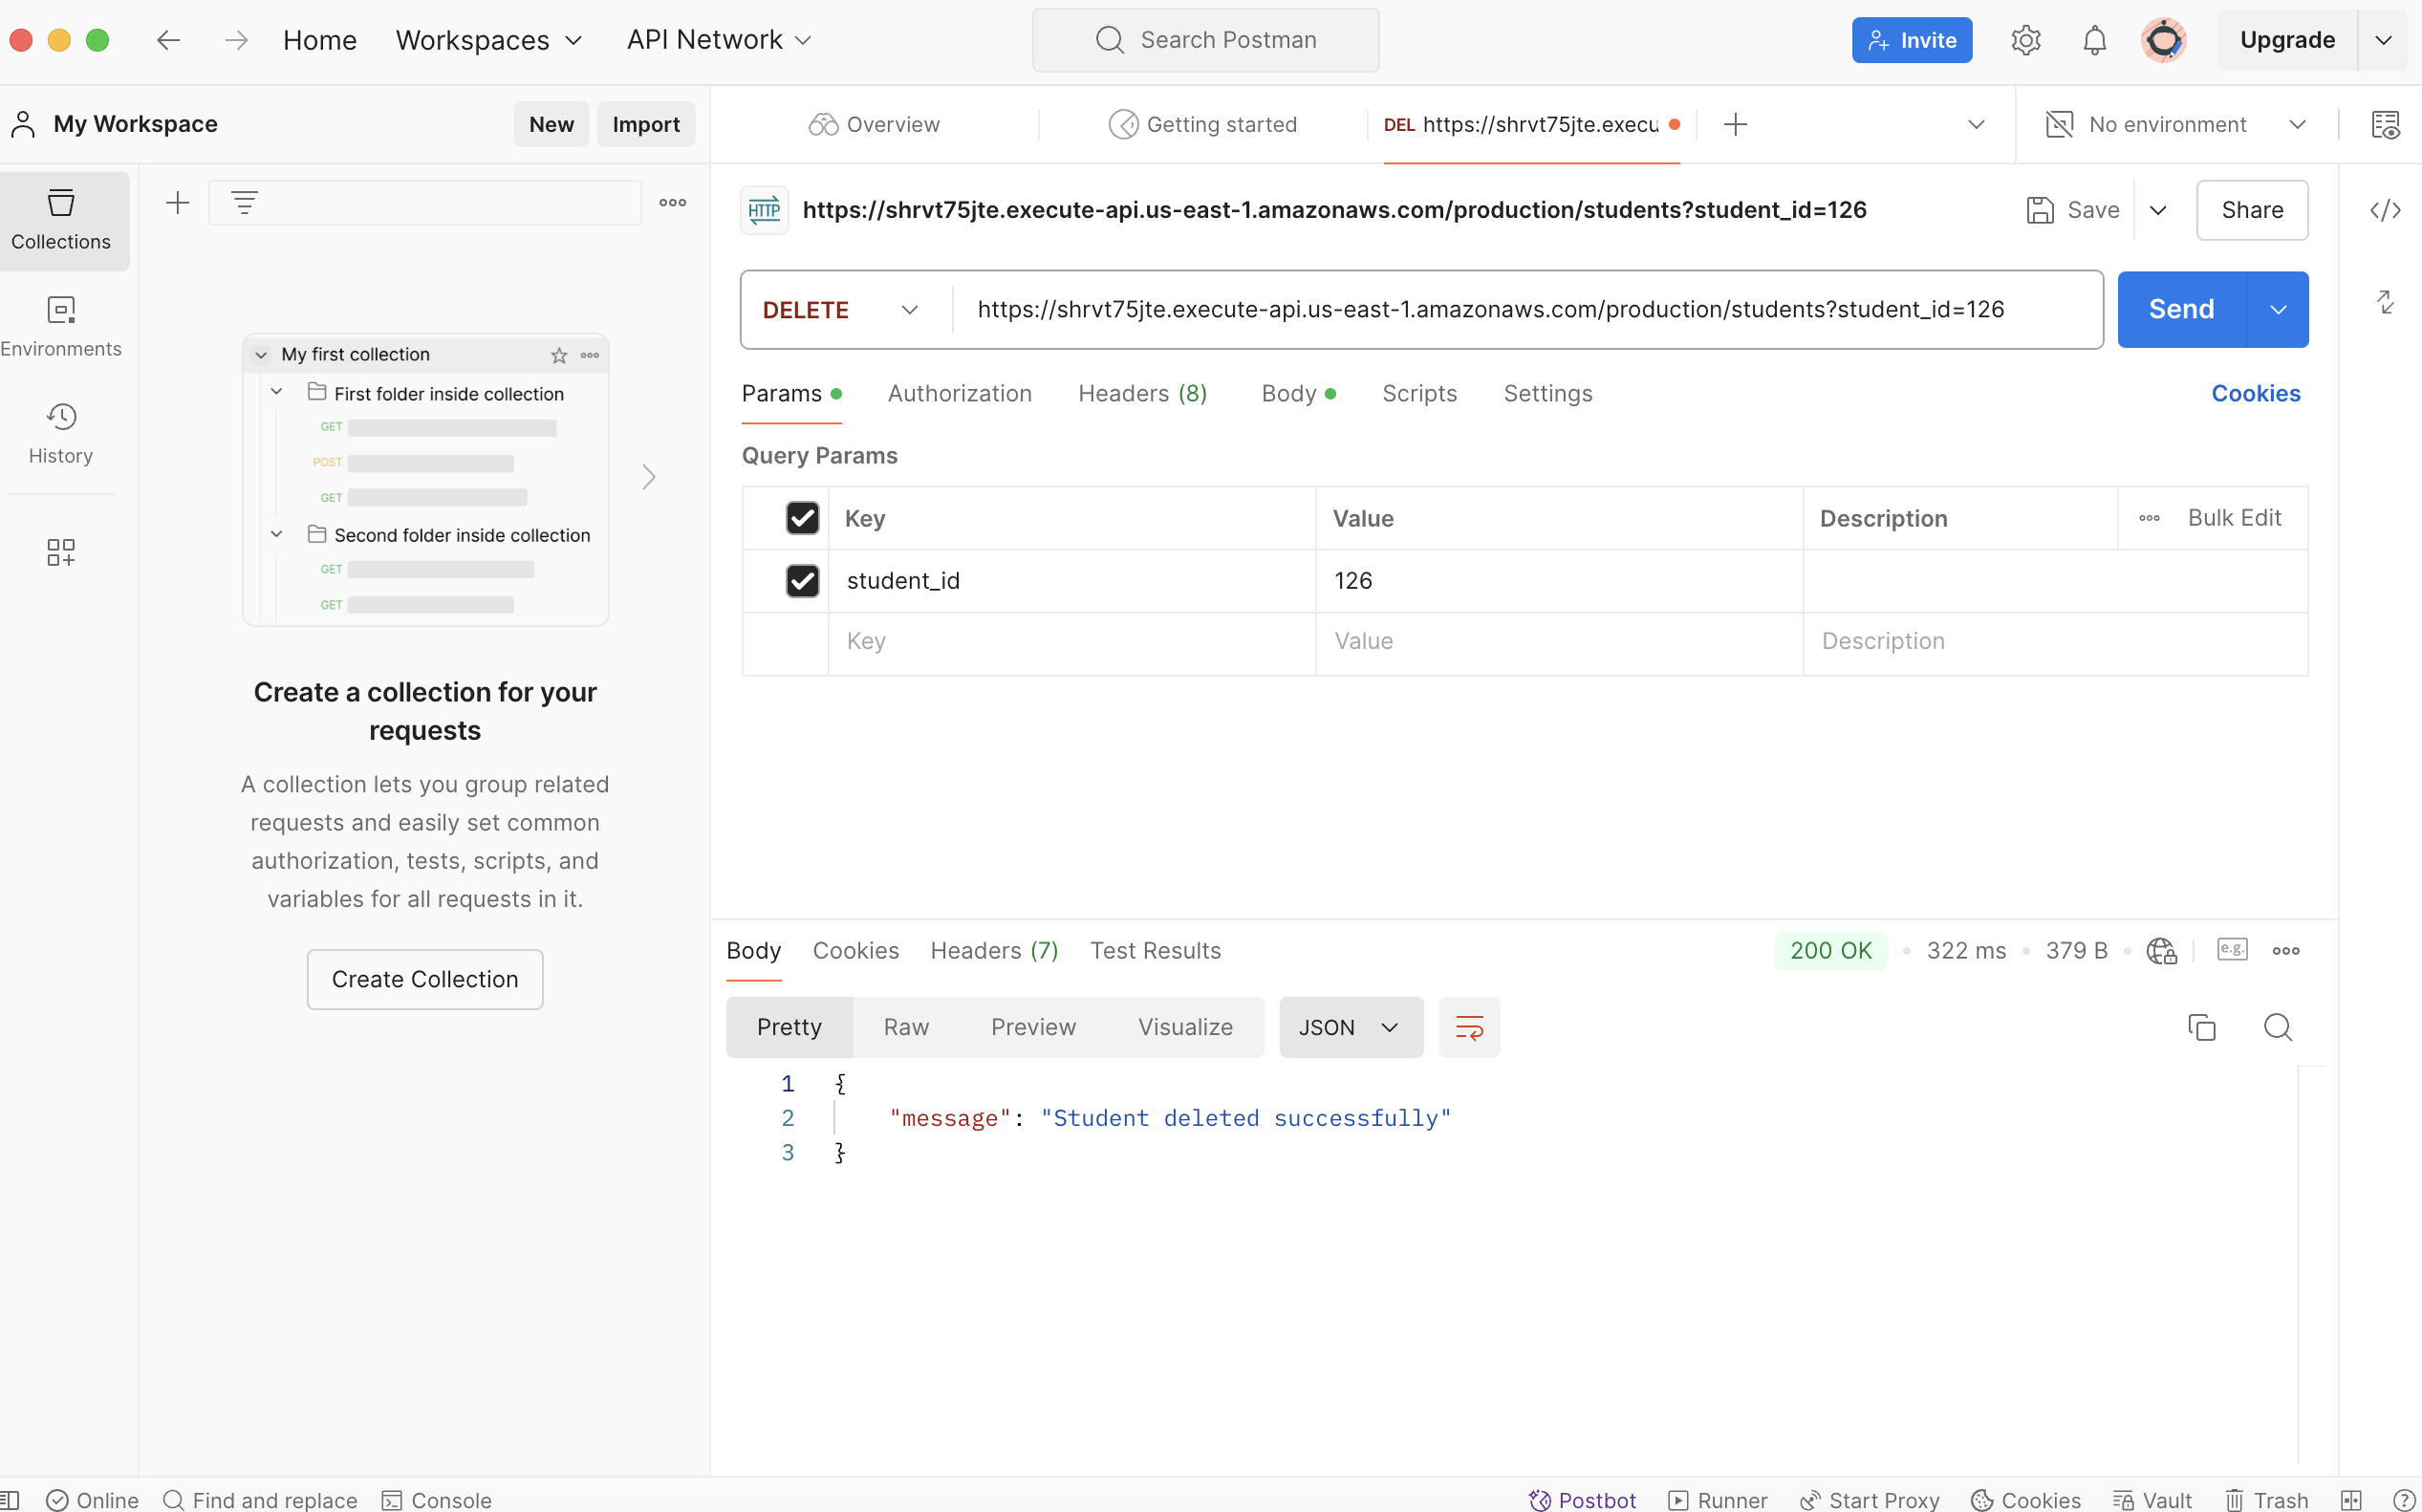 Home Workspaces API Network Search Postman Invite Upgrade
My Workspace New Import
Overview Getting started DEL https://shrvt75jte.execu No environment
Collections
Environments
History
My first collection
First folder inside collection
GET
POST
GET
Second folder inside collection
GET
GET
Create a collection for your
requests
A collection lets you group related
requests and easily set common
authorization, tests, scripts, and
variables for all requests in it.
Create Collection
HTTP https://shrvt75jte.execute-api.us-east-1.amazonaws.com/production/students?student_id=126 Save Share
DELETE https://shrvt75jte.execute-api.us-east-1.amazonaws.com/production/students?student_id=126 Send
Params Authorization Headers (8) Body Scripts Settings Cookies
Query Params
Key Value Description Bulk Edit
student_id 126
Key Value Description
Body Cookies Headers (7) Test Results 200 OK 322 ms 379 B e.g.
Pretty Raw Preview Visualize JSON
1 {
2 "message": "Student deleted successfully"
3 }
Online Find and replace Console Postbot Runner Start Proxy Cookies Vault Trash